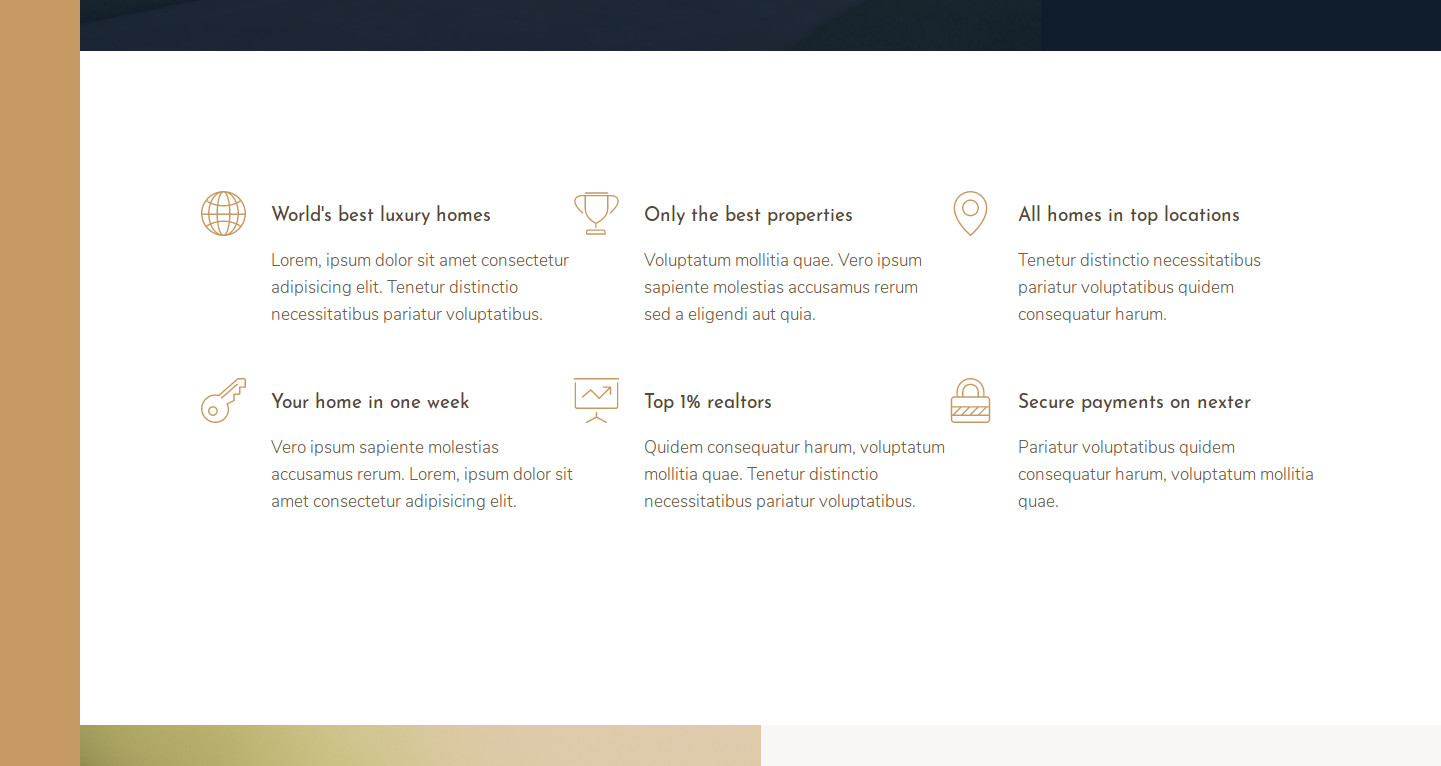 World's best luxury homes
Lorem, ipsum dolor sit amet consectetur
adipisicing elit. Tenetur distinctio
necessitatibus pariatur voluptatibus.
Only the best properties
Voluptatum mollitia quae. Vero ipsum
sapiente molestias accusamus rerum
sed a eligendi aut quia.
All homes in top locations
Tenetur distinctio necessitatibus
pariatur voluptatibus quidem
consequatur harum.
Your home in one week
Vero ipsum sapiente molestias
accusamus rerum. Lorem, ipsum dolor sit
amet consectetur adipisicing elit.
Top 1% realtors
Quidem consequatur harum, voluptatum
mollitia quae. Tenetur distinctio
necessitatibus pariatur voluptatibus.
Secure payments on nexter
Pariatur voluptatibus quidem
consequatur harum, voluptatum mollitia
quae.